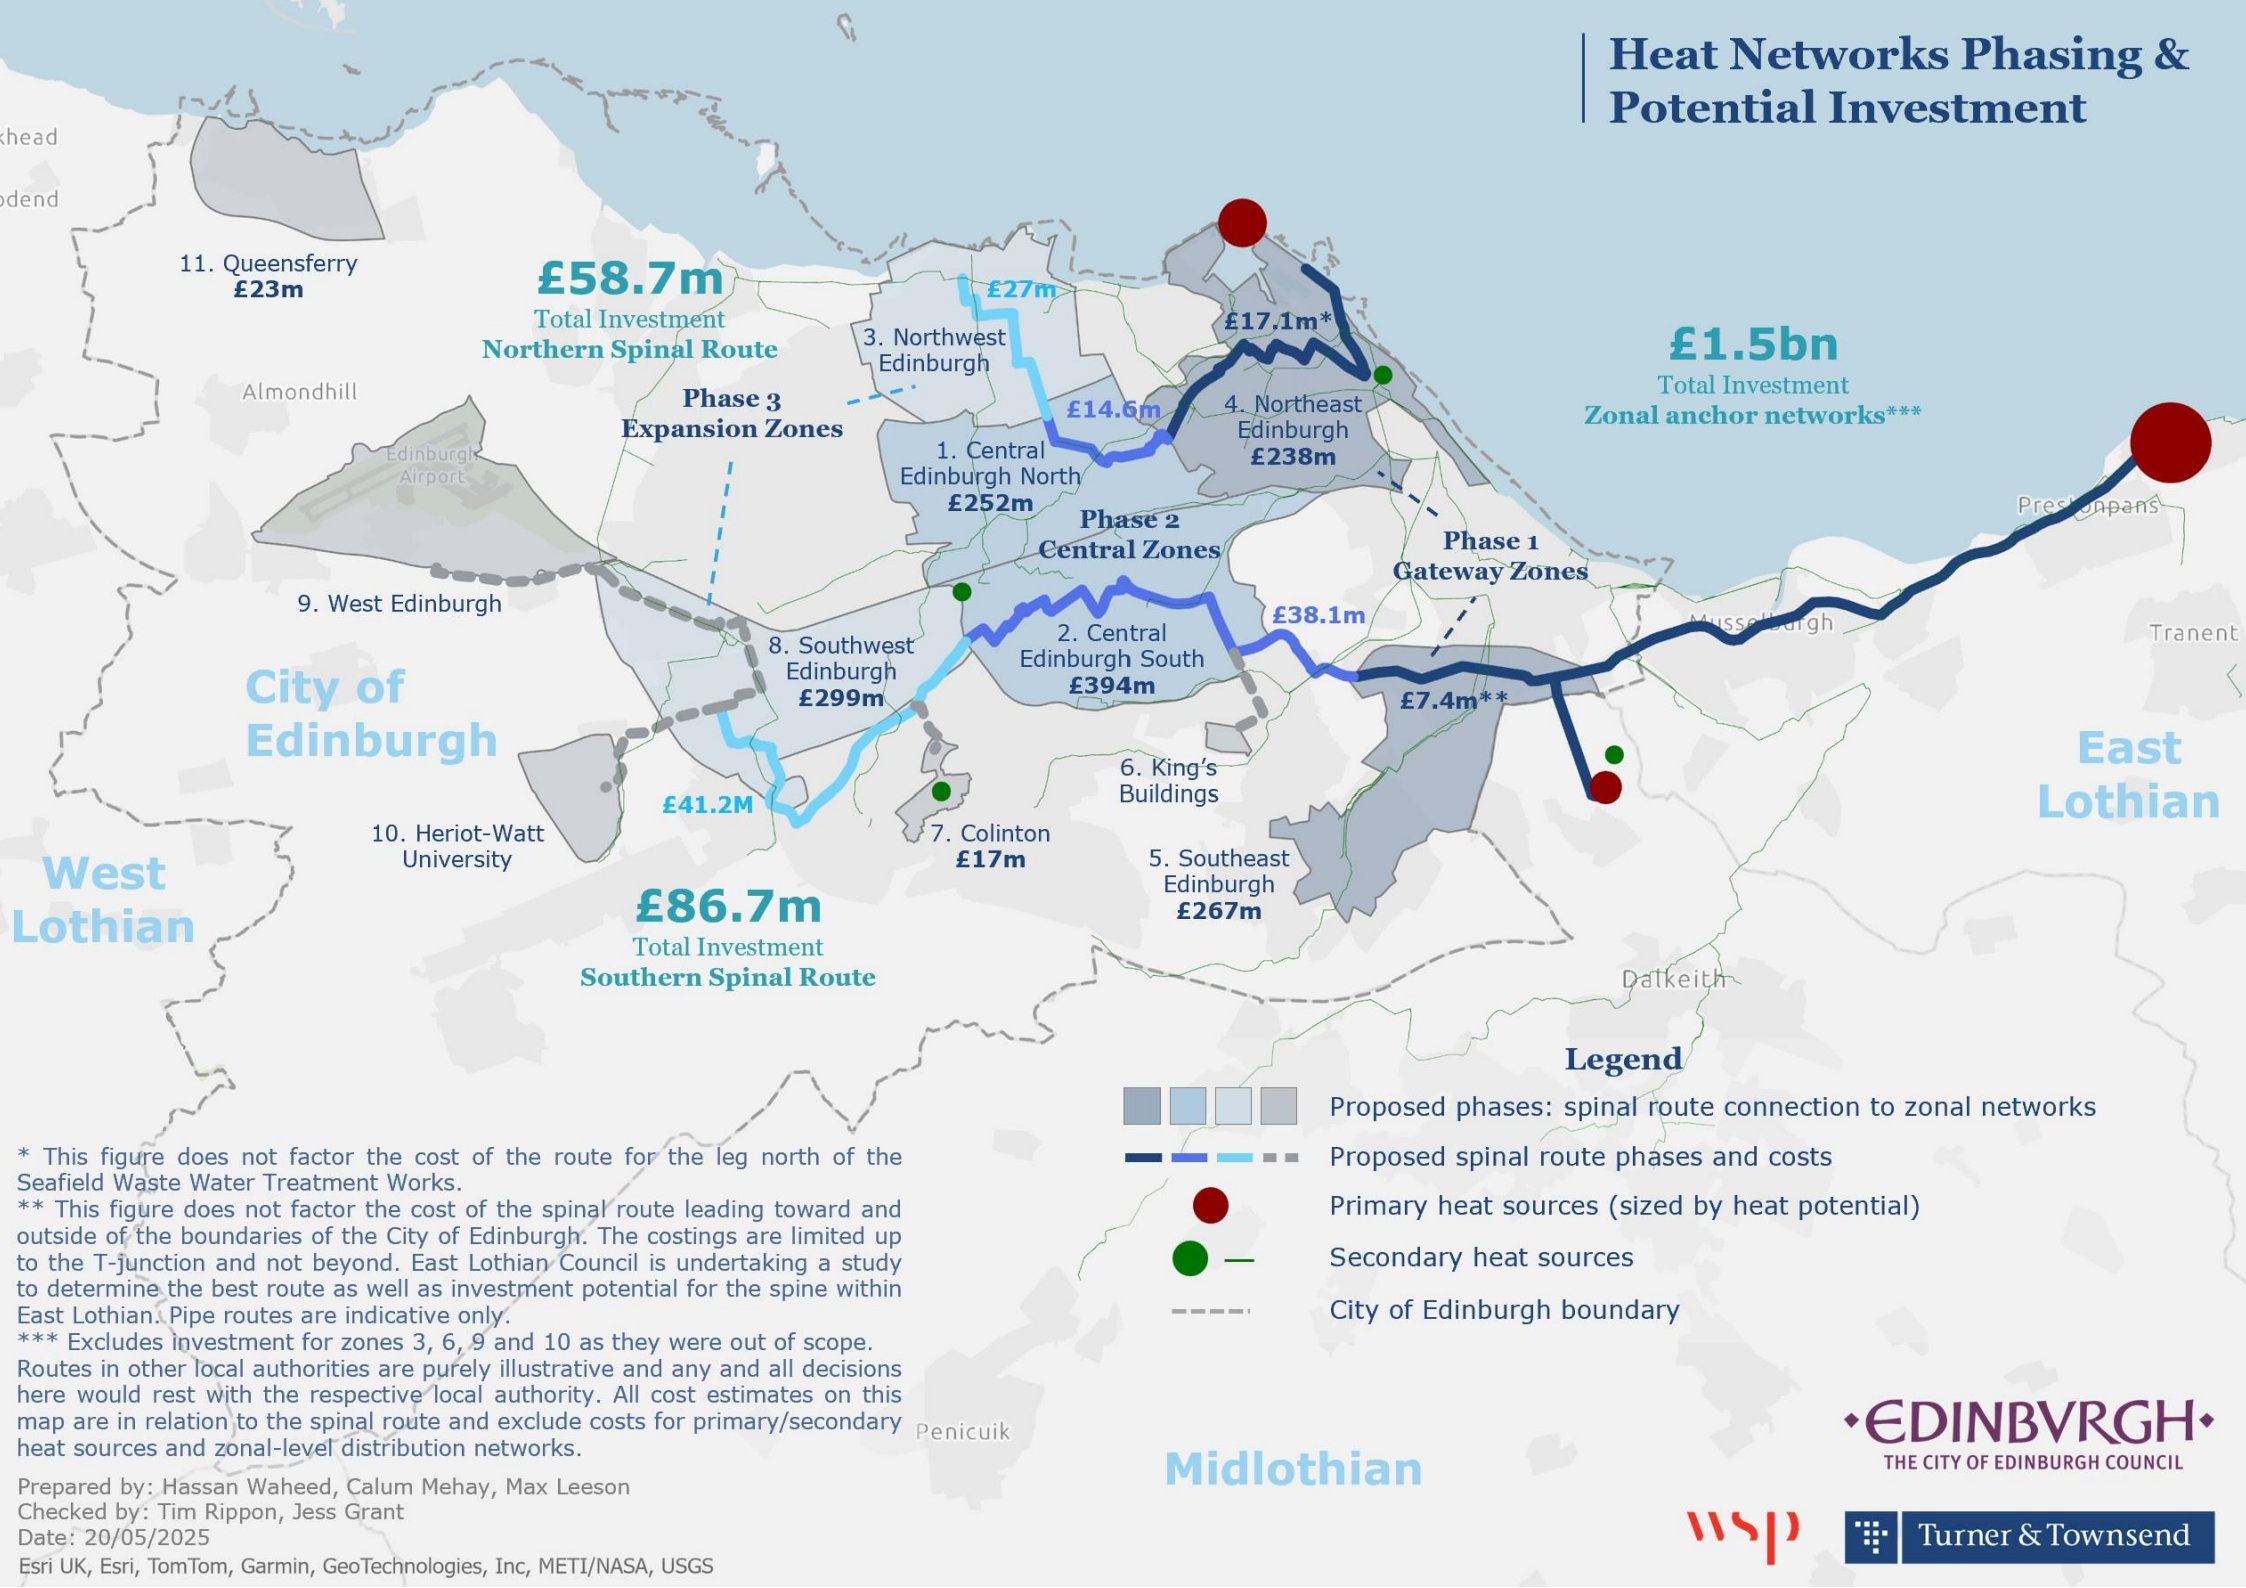 Heat Networks Phasing &
Potential Investment
khead
odend
11. Queensferry
£23m
£58.7m
Total Investment
Northern Spinal Route
£27m
3. Northwest
Edinburgh
£17.1m*
£1.5bn
Total Investment
Zonal anchor networks***
Almondhill
Phase 3
Expansion Zones
£14.6m
4. Northeast
Edinburgh
£238m
Edinburgh
Airport
1. Central
Edinburgh North
£252m
Phase 2
Central Zones
Phase 1
Gateway Zones
Prestonpans
9. West Edinburgh
£38.1m
Musselburgh
Tranent
8. Southwest
Edinburgh
£299m
2. Central
Edinburgh South
£394m
£7.4m**
City of
Edinburgh
£41.2M
6. King's
Buildings
East
Lothian
10. Heriot-Watt
University
7. Colinton
£17m
5. Southeast
Edinburgh
£267m
West
Lothian
£86.7m
Total Investment
Southern Spinal Route
Dalkeith
Legend
Proposed phases: spinal route connection to zonal networks
Proposed spinal route phases and costs
Primary heat sources (sized by heat potential)
Secondary heat sources
City of Edinburgh boundary
* This figure does not factor the cost of the route for the leg north of the
Seafield Waste Water Treatment Works.
** This figure does not factor the cost of the spinal route leading toward and
outside of the boundaries of the City of Edinburgh. The costings are limited up
to the T-junction and not beyond. East Lothian Council is undertaking a study
to determine the best route as well as investment potential for the spine within
East Lothian. Pipe routes are indicative only.
*** Excludes investment for zones 3, 6, 9 and 10 as they were out of scope.
Routes in other local authorities are purely illustrative and any and all decisions
here would rest with the respective local authority. All cost estimates on this
map are in relation to the spinal route and exclude costs for primary/secondary
heat sources and zonal-level distribution networks.
Penicuik
Midlothian
Prepared by: Hassan Waheed, Calum Mehay, Max Leeson
Checked by: Tim Rippon, Jess Grant
Date: 20/05/2025
Esri UK, Esri, TomTom, Garmin, GeoTechnologies, Inc, METI/NASA, USGS
EDINBVRGH
THE CITY OF EDINBURGH COUNCIL
wsp
Turner & Townsend